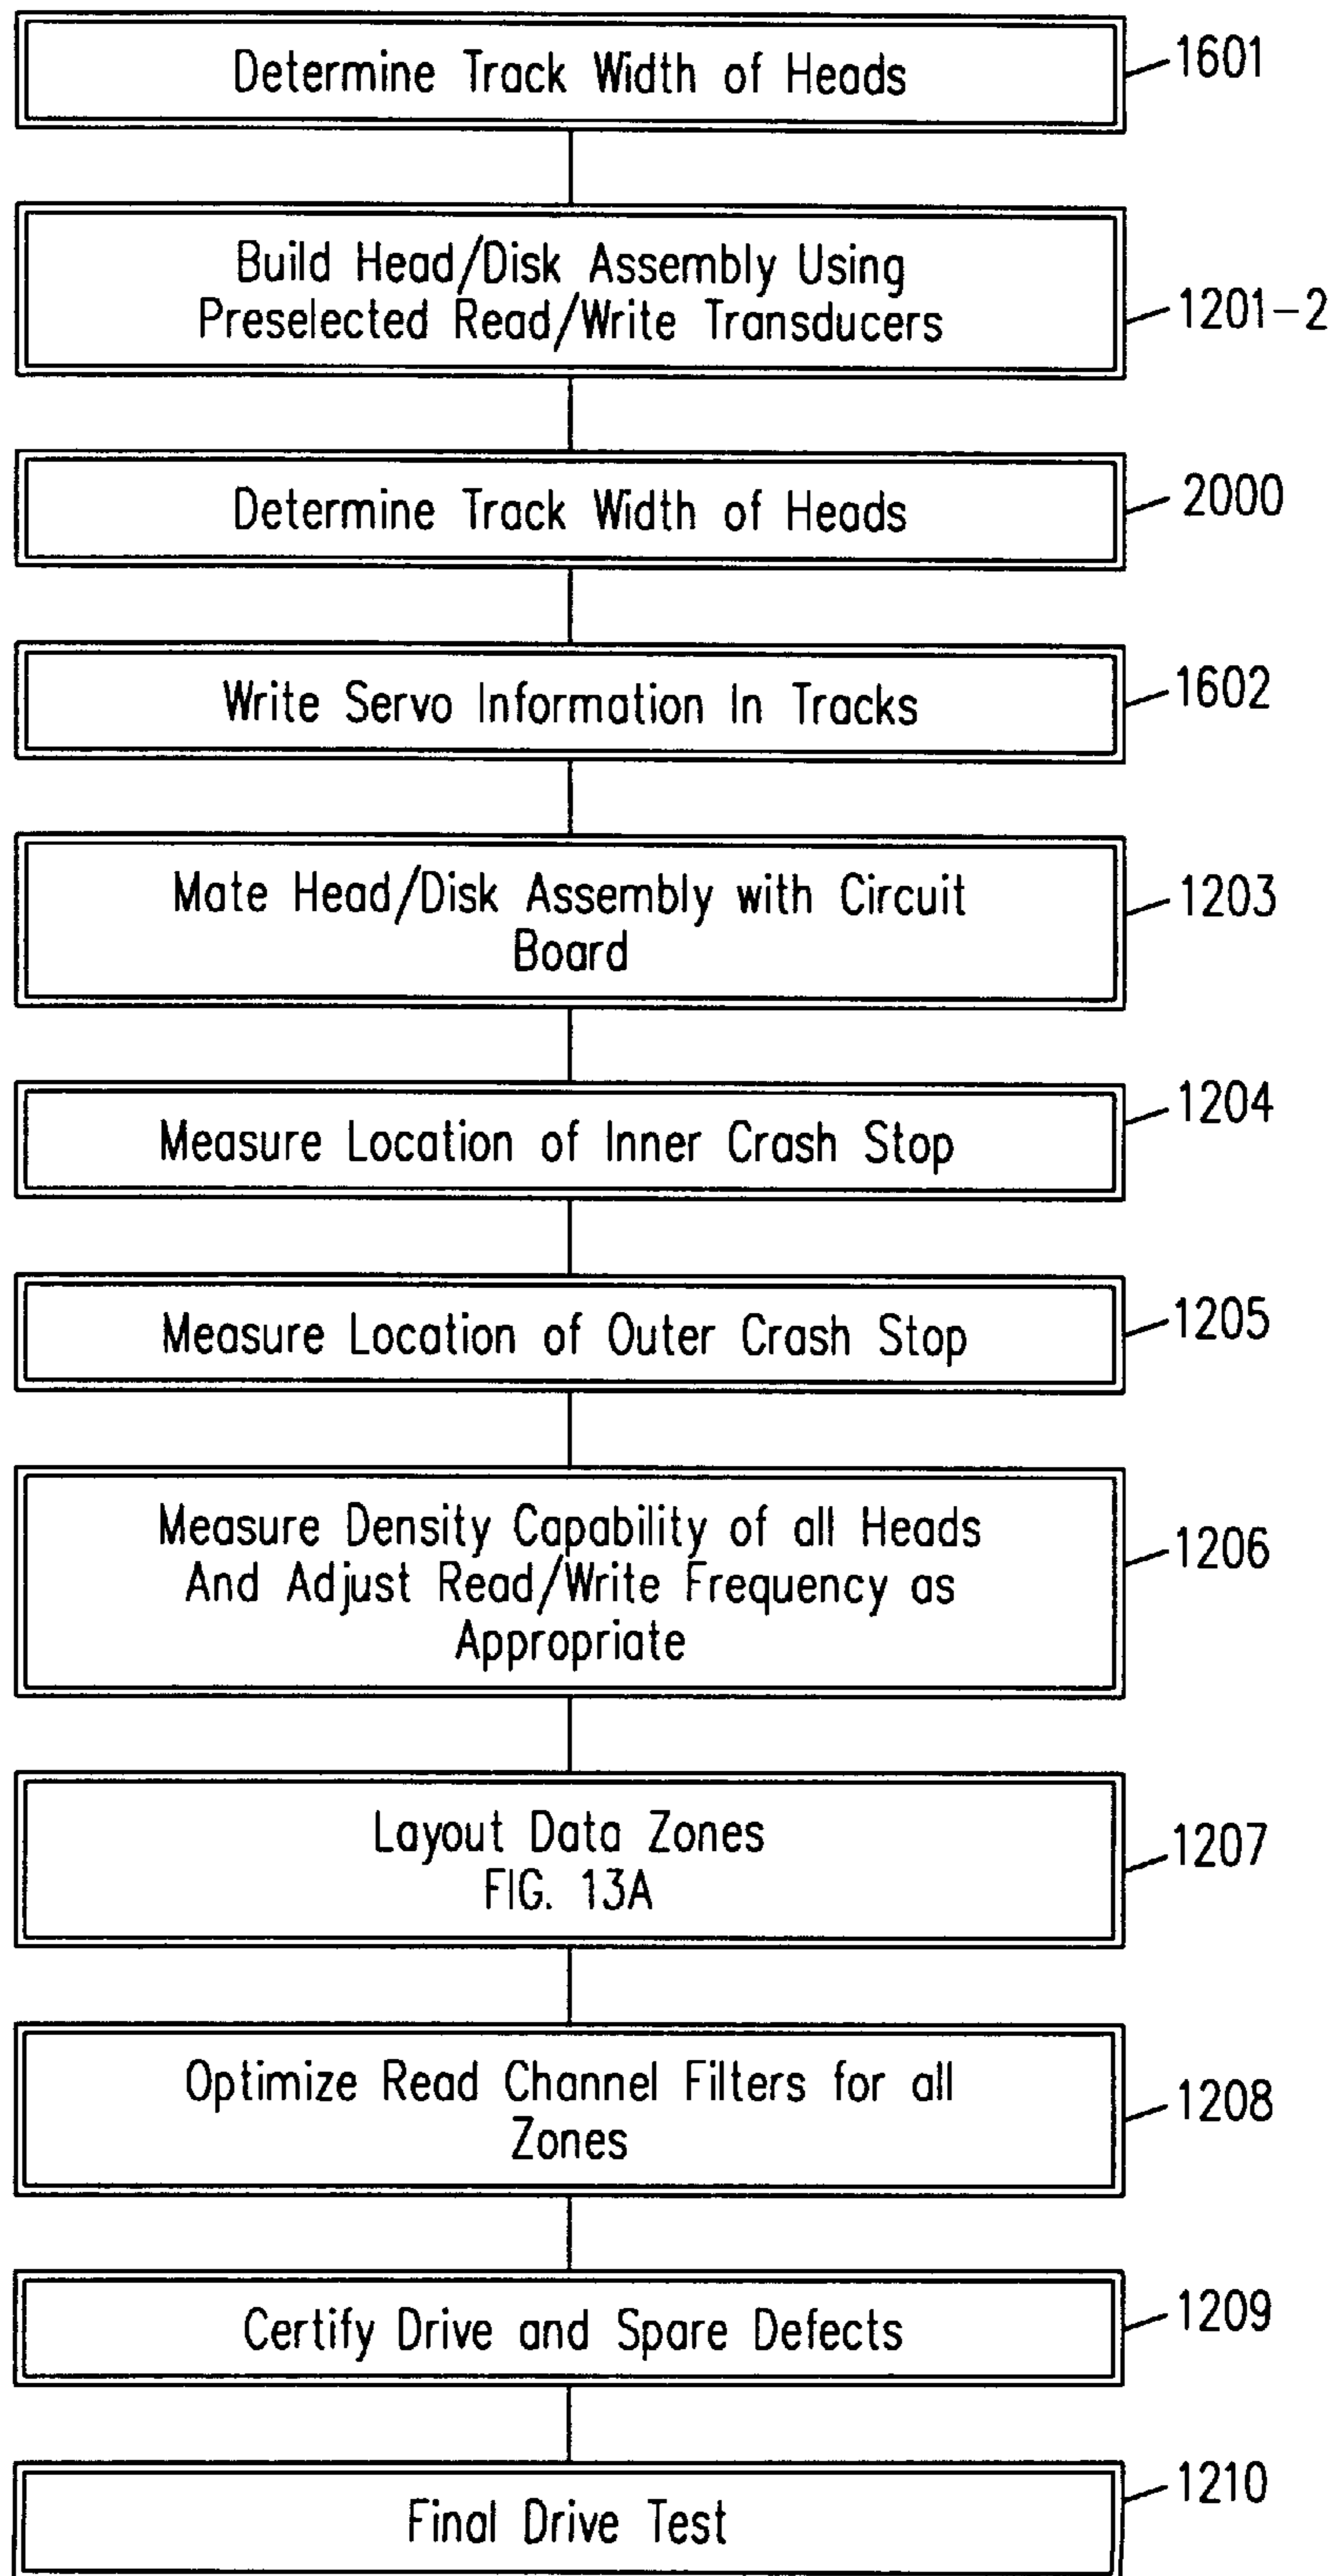 Determine Track Width of Heads
1601
Build Head/Disk Assembly Using
Preselected Read/Write Transducers
1201-2
Determine Track Width of Heads
2000
Write Servo Information In Tracks
1602
Mate Head/Disk Assembly with Circuit
Board
1203
Measure Location of Inner Crash Stop
1204
Measure Location of Outer Crash Stop
1205
Measure Density Capability of all Heads
And Adjust Read/Write Frequency as
Appropriate
1206
Layout Data Zones
FIG. 13A
1207
Optimize Read Channel Filters for all
Zones
1208
Certify Drive and Spare Defects
1209
Final Drive Test
1210